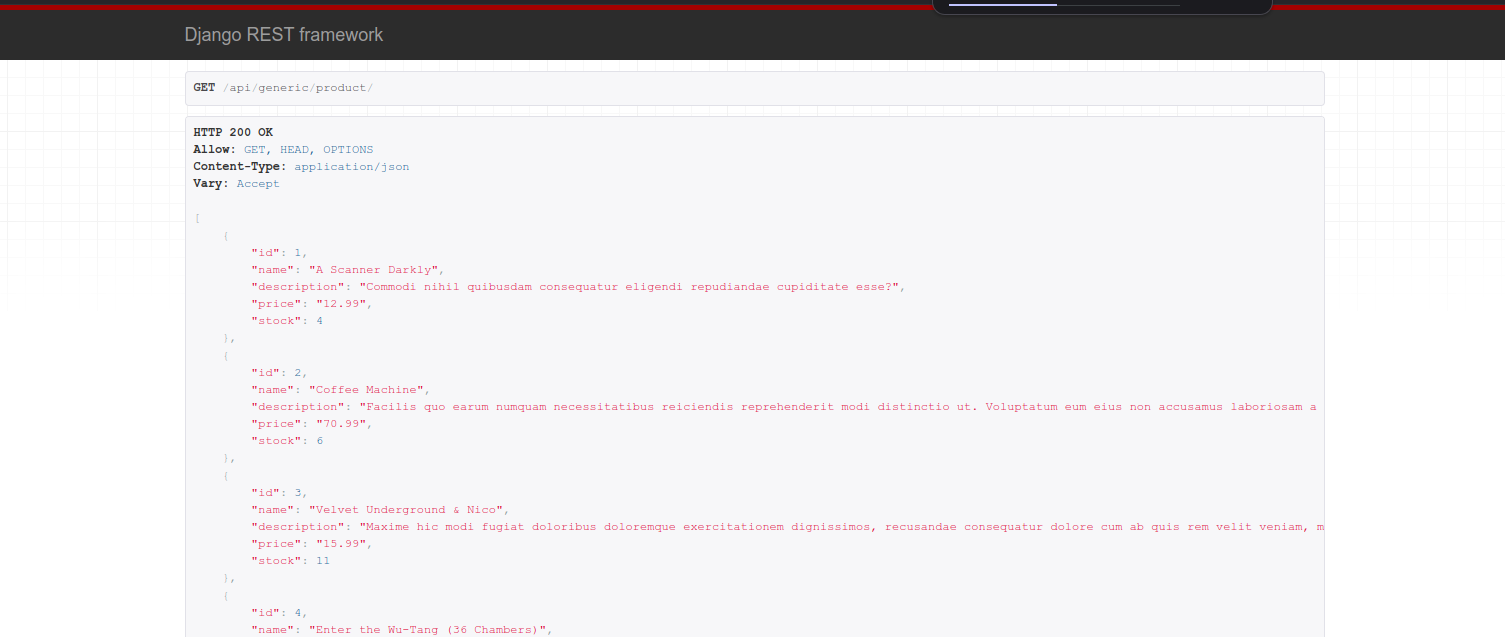 Django REST framework
GET /api/generic/product/
HTTP 200 OK
Allow: GET, HEAD, OPTIONS
Content-Type: application/json
Vary: Accept
[
{
"id": 1,
"name": "A Scanner Darkly",
"description": "Commodi nihil quibusdam consequatur eligendi repudiandae cupiditate esse?",
"price": "12.99",
"stock": 4
},
{
"id": 2,
"name": "Coffee Machine",
"description": "Facilis quo earum numquam necessitatibus reiciendis reprehenderit modi distinctio ut. Voluptatum eum eius non accusamus laboriosam a
"price": "70.99",
"stock": 6
},
{
"id": 3,
"name": "Velvet Underground & Nico",
"description": "Maxime hic modi fugiat doloribus doloremque exercitationem dignissimos, recusandae consequatur dolore cum ab quis rem velit veniam, m
"price": "15.99",
"stock": 11
},
{
"id": 4,
"name": "Enter the Wu-Tang (36 Chambers)",